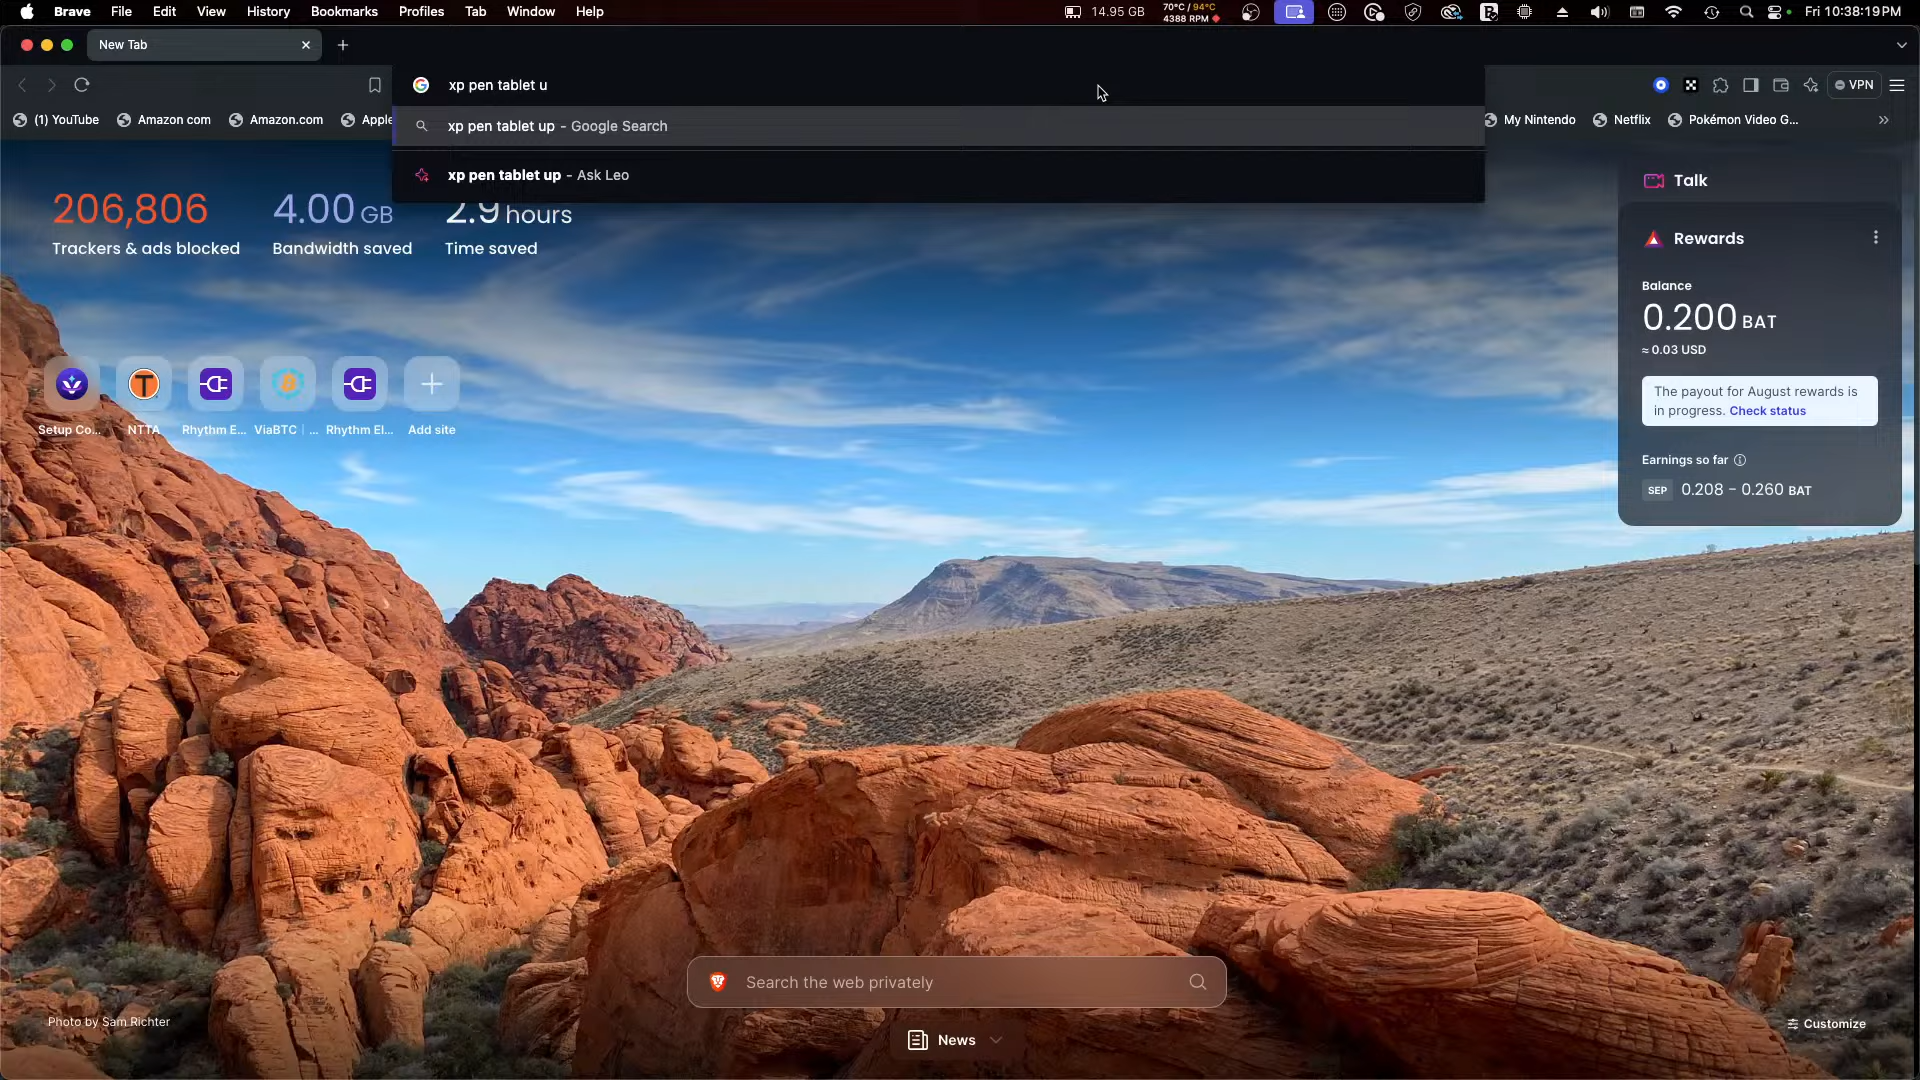 Brave File Edit View History Bookmarks Profiles Tab Window Help
14.95 GB
70°C / 94°C
4388 RPM
Fri 10:38:19 PM
New Tab
xp pen tablet u
VPN
(1) YouTube
Amazon com
Amazon.com
Apple
My Nintendo
Netflix
Pokémon Video G...
xp pen tablet up - Google Search
xp pen tablet up - Ask Leo
206,806
Trackers & ads blocked
4.00 GB
Bandwidth saved
2.9 hours
Time saved
Talk
Rewards
Balance
0.200 BAT
≈ 0.03 USD
The payout for August rewards is
in progress. Check status
Earnings so far
SEP 0.208 – 0.260 BAT
Setup Co...
NTTA
Rhythm E...
ViaBTC | ...
Rhythm El...
Add site
Search the web privately
Photo by Sam Richter
Customize
News